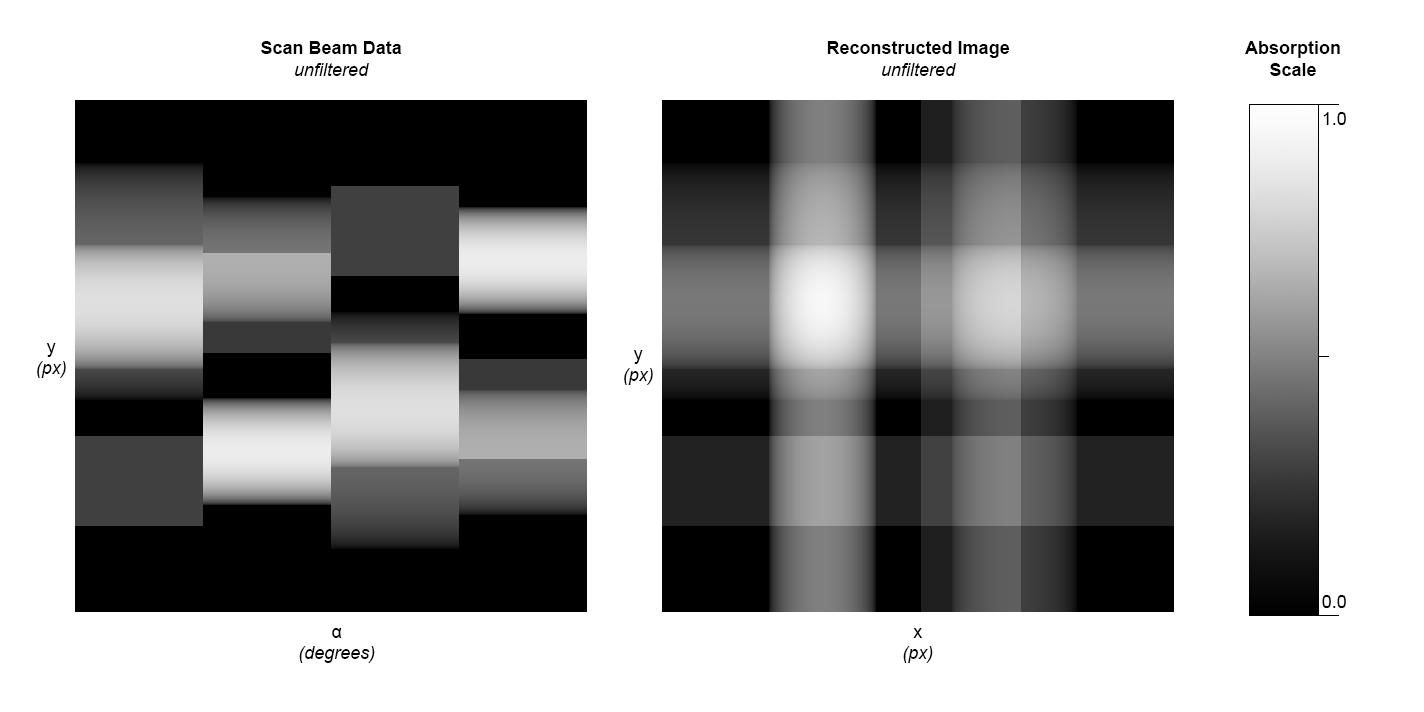 Scan Beam Data
unfiltered
Reconstructed Image
unfiltered
Absorption
Scale
1.0
y
(px)
y
(px)
0.0
α
(degrees)
x
(px)